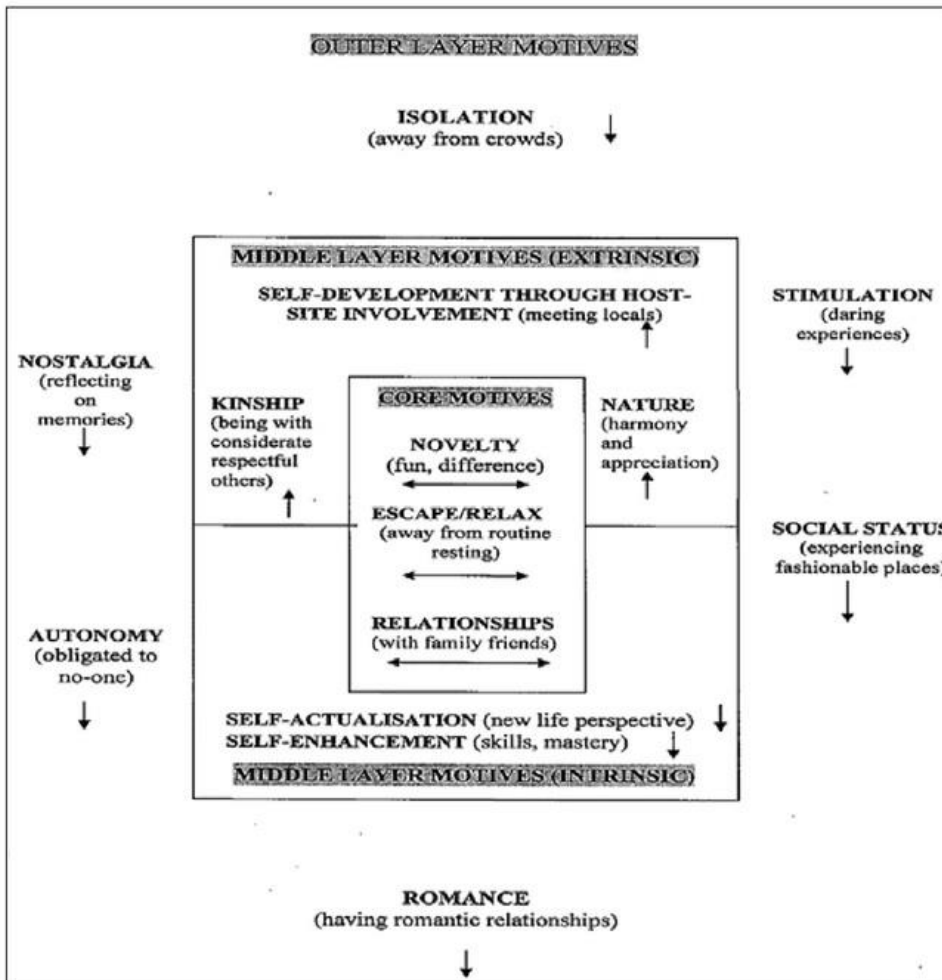 OUTER LAYER MOTIVES
ISOLATION
(away from crowds)
MIDDLE LAYER MOTIVES (EXTRINSIC)
SELF-DEVELOPMENT THROUGH HOST-
SITE INVOLVEMENT (meeting locals)
STIMULATION
(daring
experiences)
NOSTALGIA
(reflecting
on
memories)
KINSHIP
(being with
considerate
respectful
others)
CORE MOTIVES
NOVELTY
(fun, difference)
ESCAPE/RELAX
(away from routine
resting)
RELATIONSHIPS
(with family friends)
NATURE
(harmony
and
appreciation)
SOCIAL STATUS
(experiencing
fashionable places)
AUTONOMY
(obligated to
no-one)
SELF-ACTUALISATION (new life perspective)
SELF-ENHANCEMENT (skills, mastery)
MIDDLE LAYER MOTIVES (INTRINSIC)
ROMANCE
(having romantic relationships)